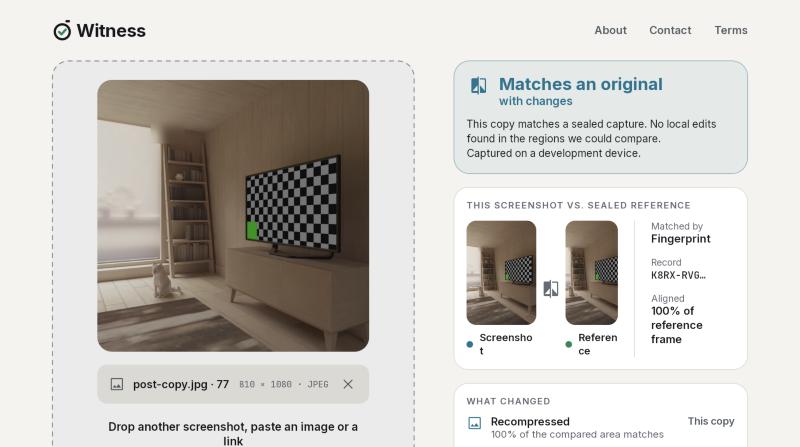 Witness
About Contact Terms
Matches an original
with changes
This copy matches a sealed capture. No local edits
found in the regions we could compare.
Captured on a development device.
THIS SCREENSHOT VS. SEALED REFERENCE
Screensho
t
Referen
ce
Matched by
Fingerprint
Record
K8RX-RVG…
Aligned
100% of
reference
frame
post-copy.jpg · 77 810 × 1080 · JPEG
Drop another screenshot, paste an image or a
link
WHAT CHANGED
Recompressed This copy
100% of the compared area matches